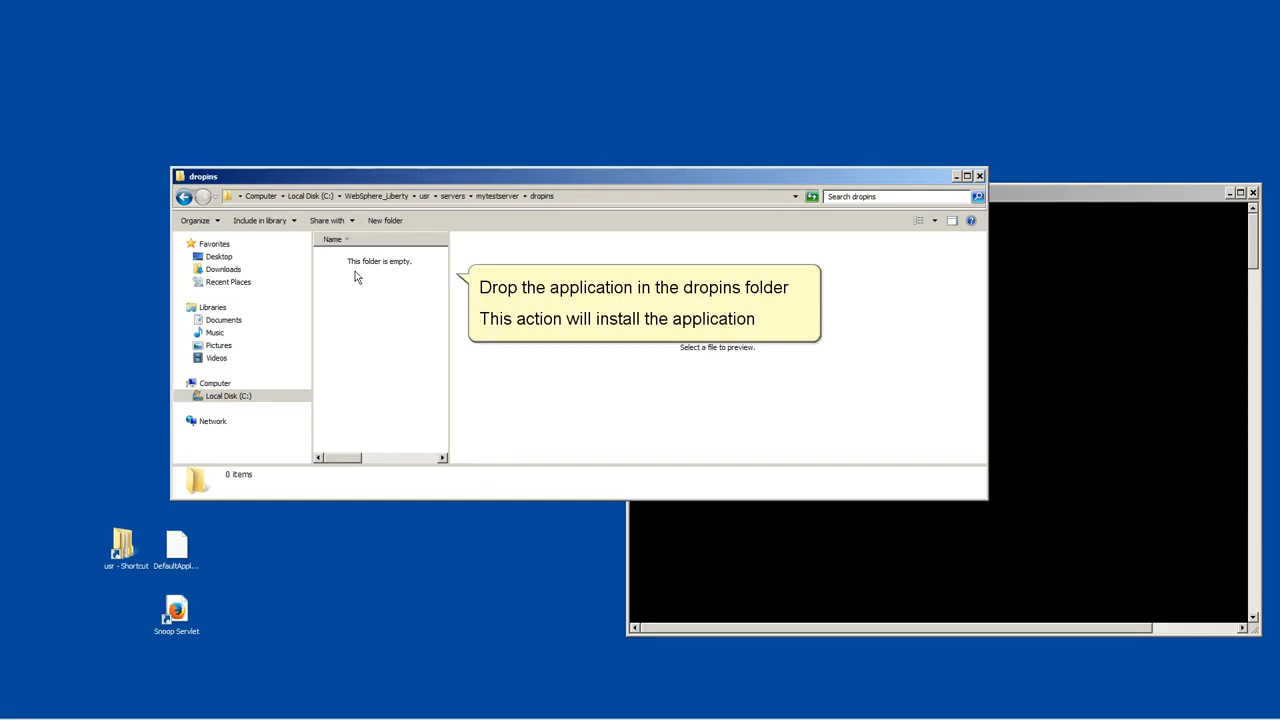 dropins
Computer Local Disk (C:) WebSphere_Liberty usr servers mytestserver dropins
Search dropins
Organize Include in library Share with New folder
Name
This folder is empty.
Favorites
Desktop
Downloads
Recent Places
Libraries
Documents
Music
Pictures
Videos
Computer
Local Disk (C:)
Network
Drop the application in the dropins folder
This action will install the application
Select a file to preview.
0 items
usr - Shortcut
DefaultAppl...
Snoop Servlet